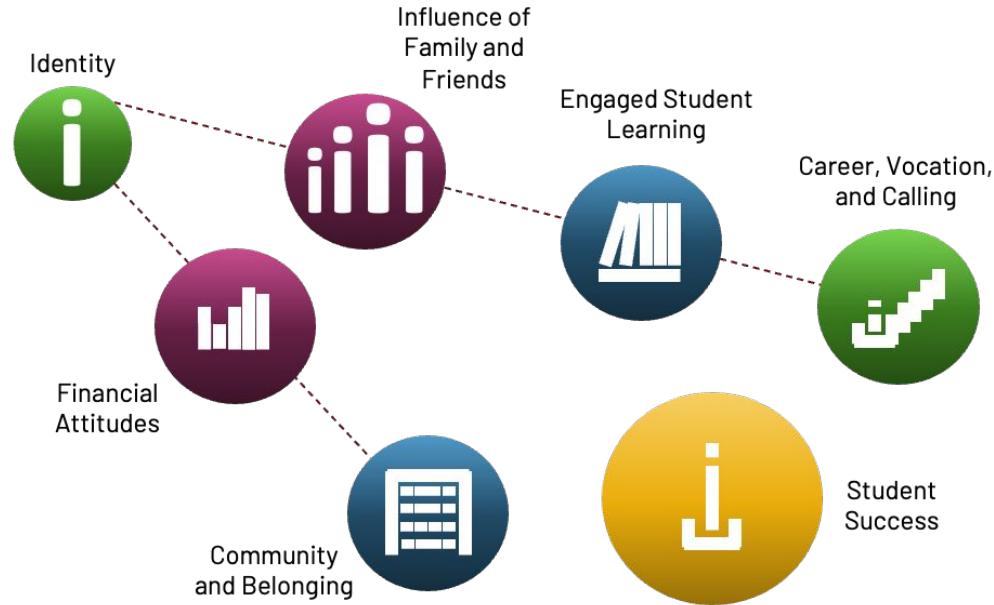 Identity
Influence of
Family and
Friends
Engaged Student
Learning
Career, Vocation,
and Calling
Financial
Attitudes
Community
and Belonging
Student
Success